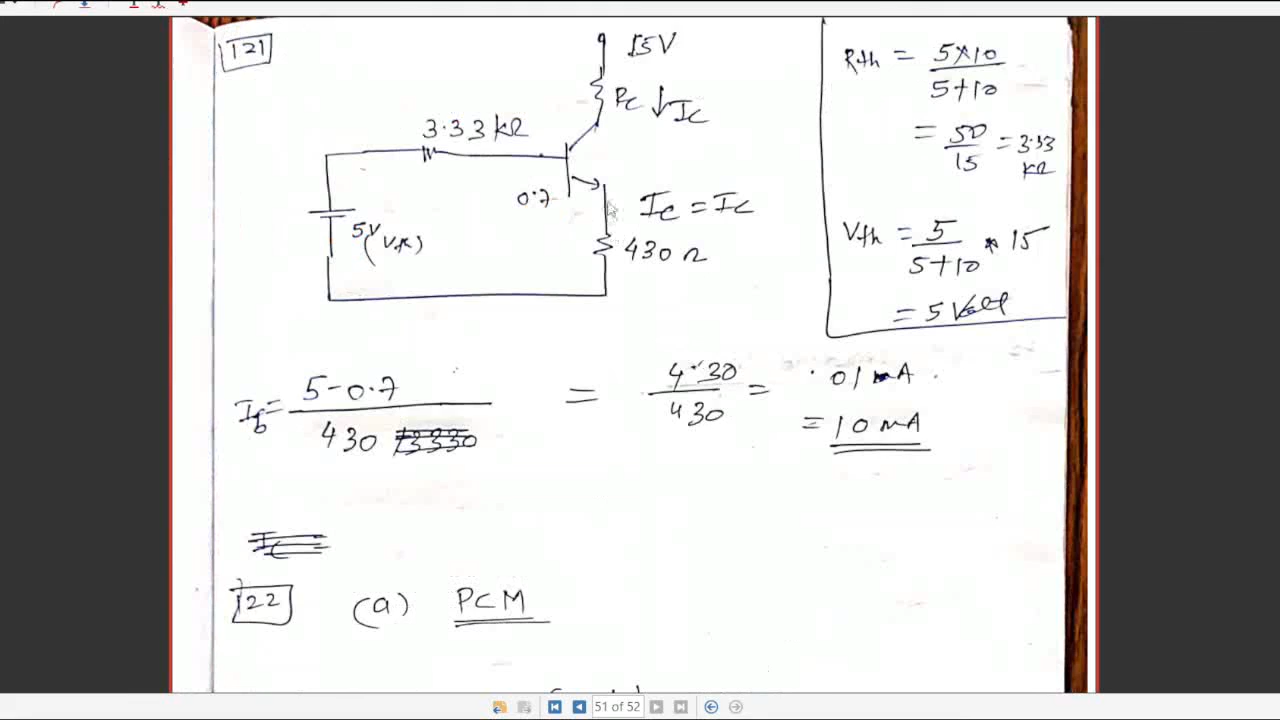 121
15V
RC ↓ IC
3.33 kΩ
0.7
5V
(Vth)
IC = IC
430 Ω
Rth = 5×10 / 5+10
= 50/15 = 3.33 kΩ
Vth = 5 / 5+10 * 15
= 5 Volt
Ib = 5-0.7 / 430 = 4.30 / 430 = .01 A
= 10 mA
122 (a) PCM
51 of 52